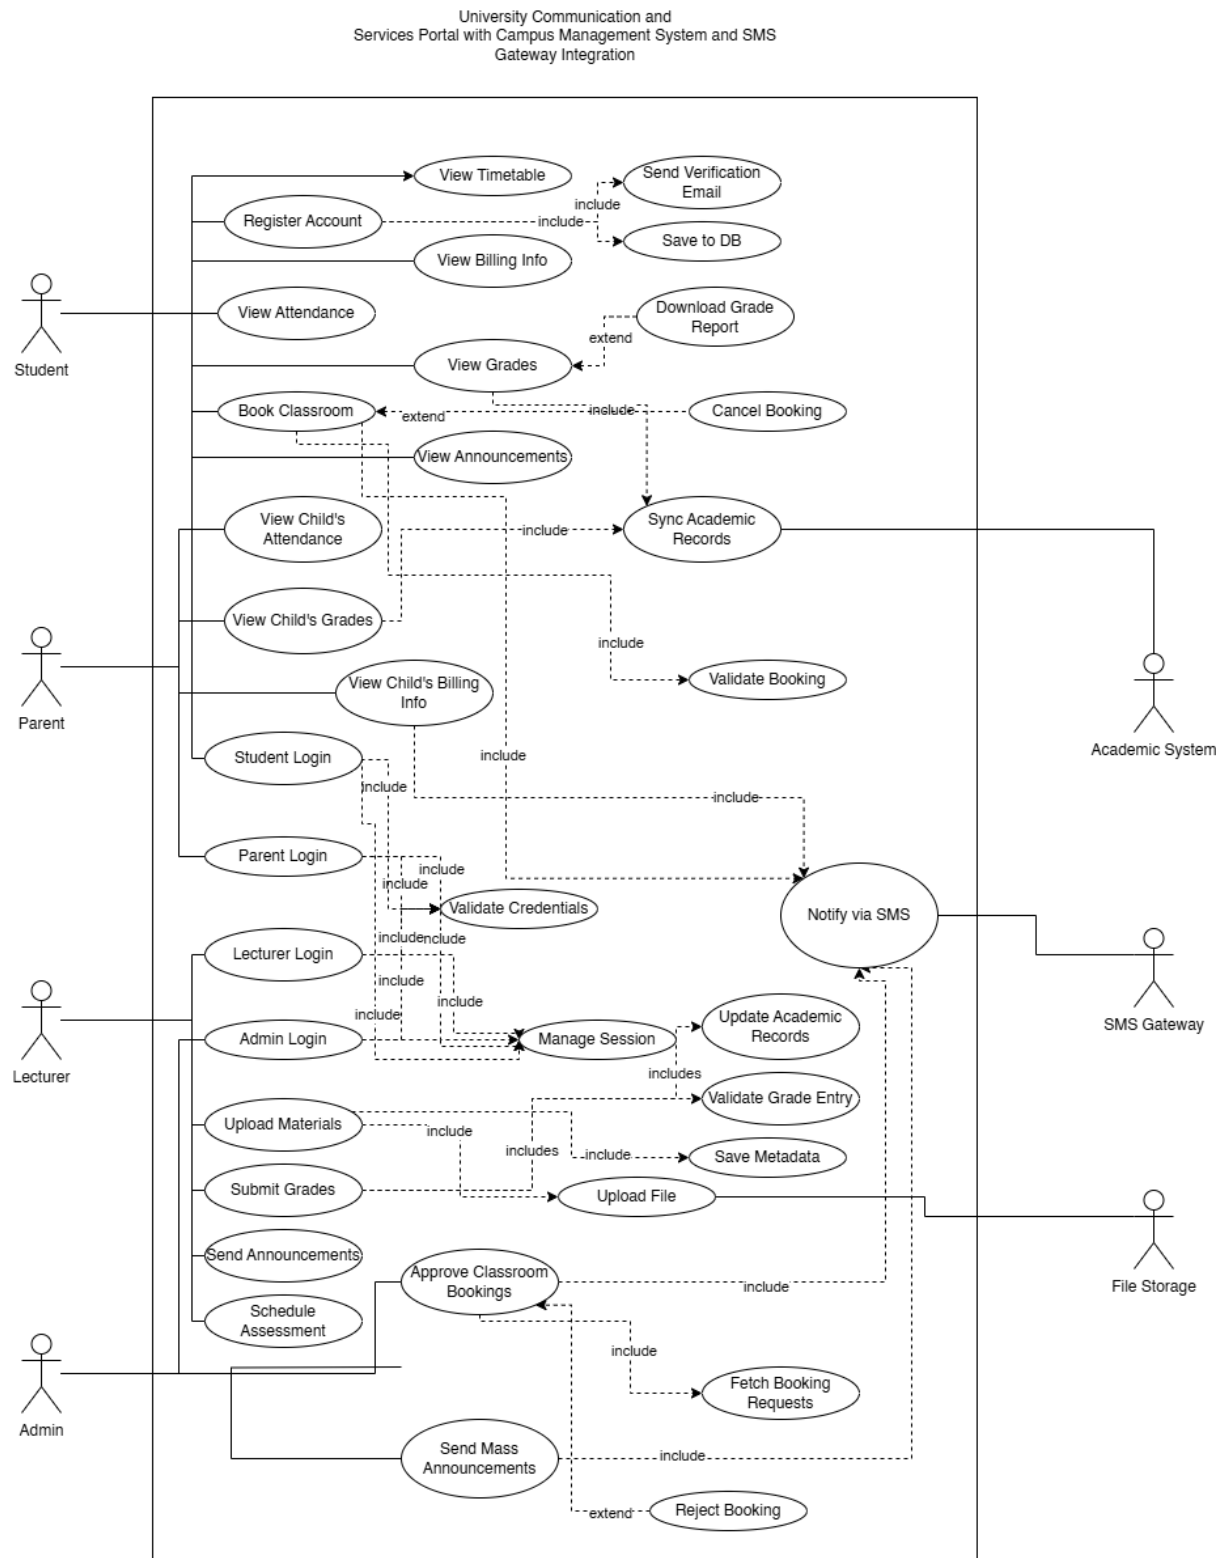 University Communication and
Services Portal with Campus Management System and SMS
Gateway Integration
View Timetable
Send Verification
Email
include
Register Account
include
Save to DB
View Billing Info
View Attendance
Download Grade
Report
extend
Student
View Grades
Book Classroom
extend
include
Cancel Booking
View Announcements
View Child's
Attendance
include
Sync Academic
Records
View Child's Grades
include
View Child's Billing
Info
Validate Booking
Parent
Academic System
Student Login
include
include
include
Parent Login
include
include
Validate Credentials
Notify via SMS
include
include
Lecturer Login
include
include
include
Update Academic
Records
SMS Gateway
Admin Login
Manage Session
Lecturer
includes
Validate Grade Entry
Upload Materials
include
includes
include
Save Metadata
Submit Grades
Upload File
Send Announcements
Approve Classroom
Bookings
include
File Storage
Schedule
Assessment
include
Fetch Booking
Requests
Admin
Send Mass
Announcements
include
extend
Reject Booking